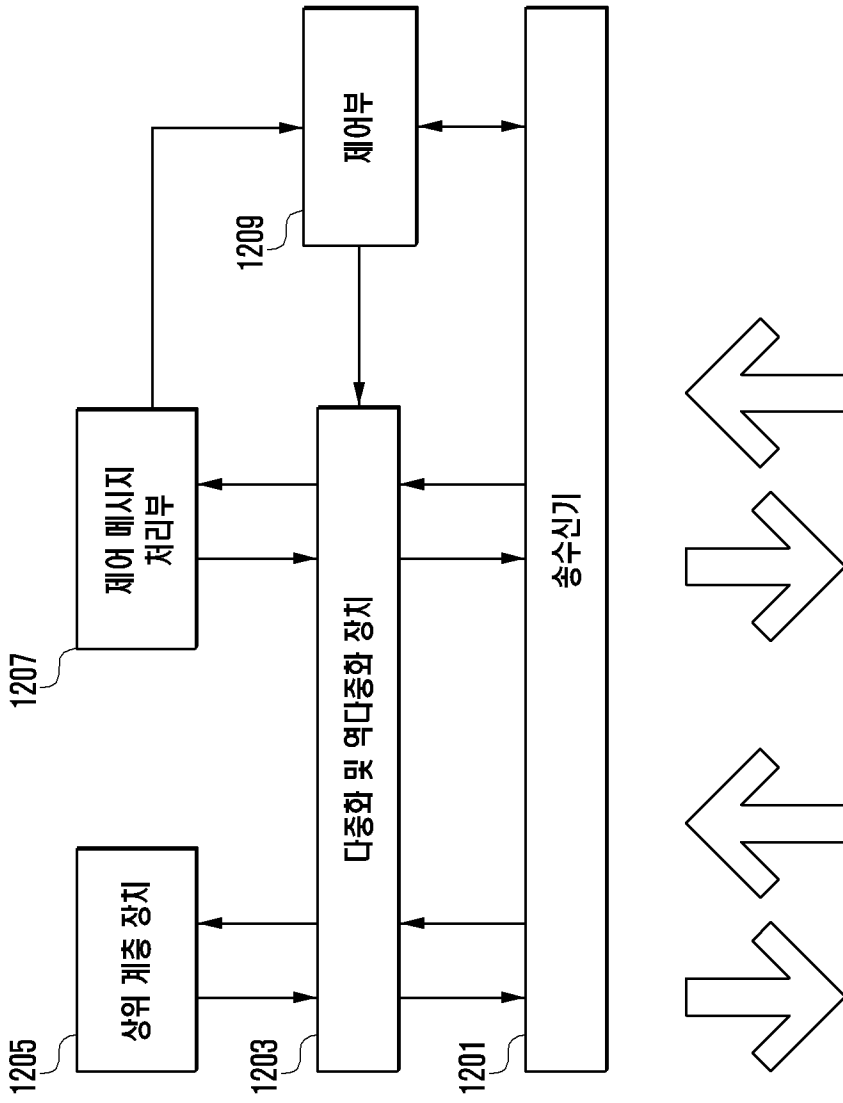 1205
상위 계층 장치
1207
제어 메시지
처리부
1203
다중화 및 역다중화 장치
1209
제어부
1201
송수신기